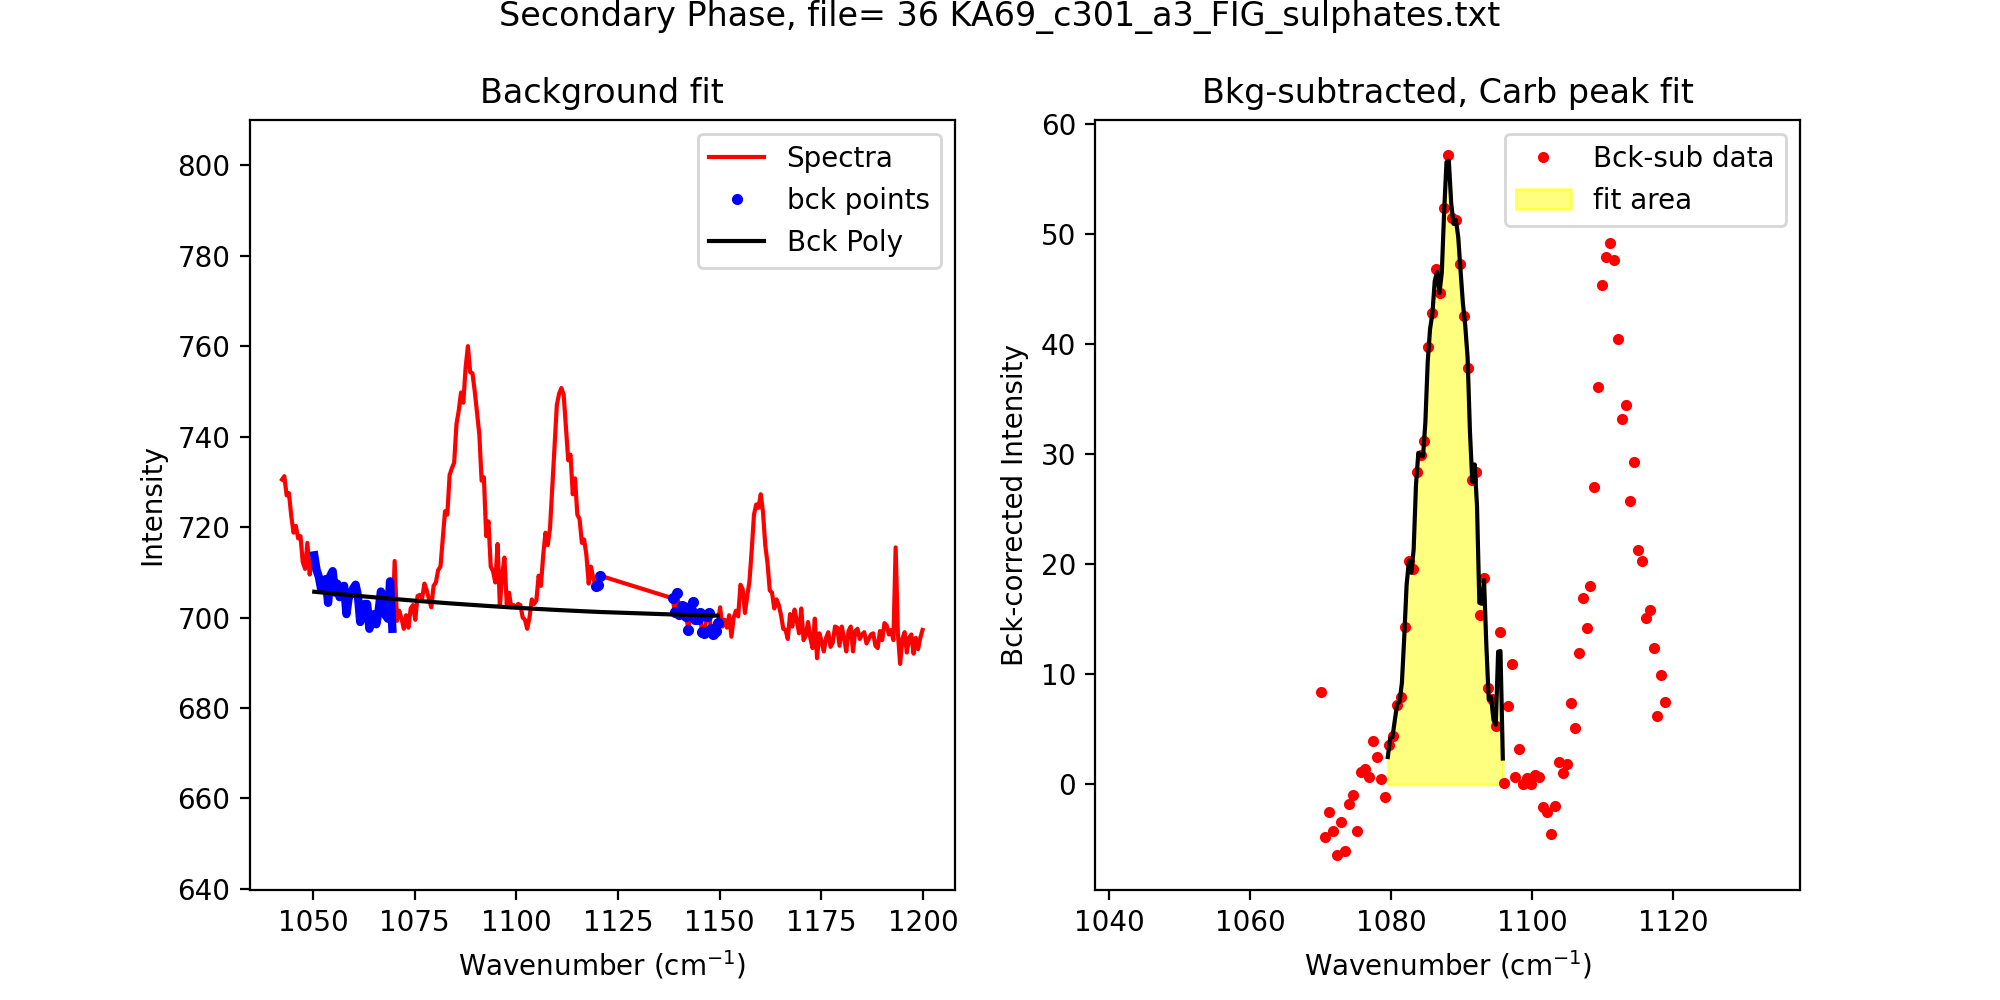 Secondary Phase, file= 36 KA69_c301_a3_FIG_sulphates.txt
Background fit
Spectra
bck points
Bck Poly
Intensity
800
780
760
740
720
700
680
660
640
1050 1075 1100 1125 1150 1175 1200
Wavenumber (cm⁻¹)
Bkg-subtracted, Carb peak fit
Bck-sub data
fit area
Bck-corrected Intensity
60
50
40
30
20
10
0
1040 1060 1080 1100 1120
Wavenumber (cm⁻¹)